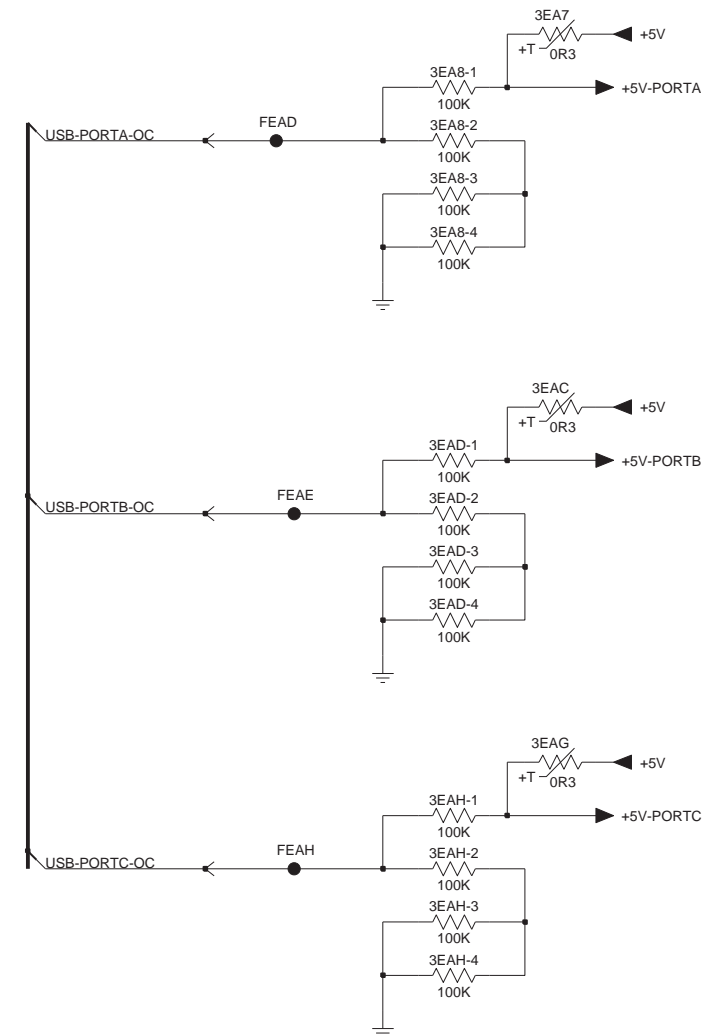 3EA7
+5V
+T
0R3
3EA8-1
+5V-PORTA
100K
FEAD
3EA8-2
USB-PORTA-OC
100K
3EA8-3
100K
3EA8-4
100K
3EAC
+5V
+T
0R3
3EAD-1
+5V-PORTB
100K
FEAE
3EAD-2
USB-PORTB-OC
100K
3EAD-3
100K
3EAD-4
100K
3EAG
+5V
+T
0R3
3EAH-1
+5V-PORTC
100K
FEAH
3EAH-2
USB-PORTC-OC
100K
3EAH-3
100K
3EAH-4
100K